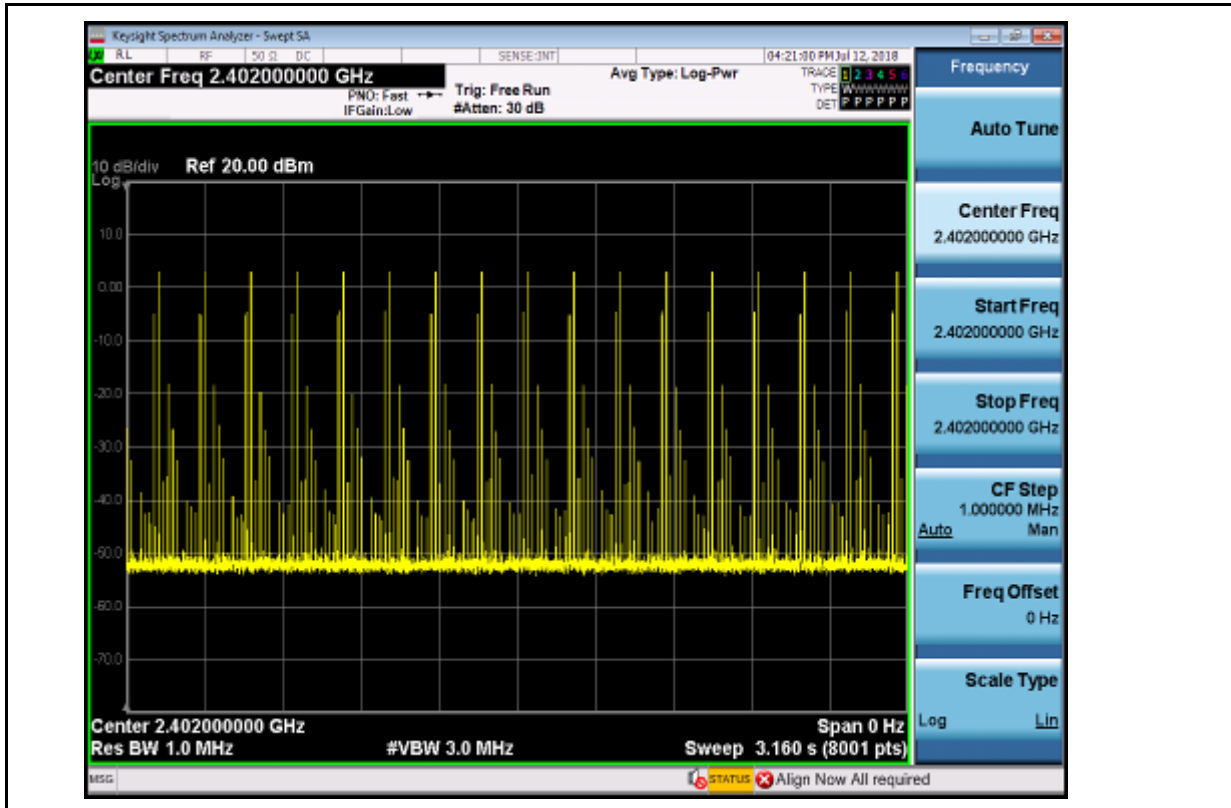 Keysight Spectrum Analyzer - Swept SA
RL RF 50 Ω DC SENSE:INT 04:21:00 PM Jul 12, 2018
Center Freq 2.402000000 GHz
PNO: Fast
IFGain:Low
Trig: Free Run
#Atten: 30 dB
Avg Type: Log-Pwr
TRACE 1 2 3 4 5 6
TYPE WWWWWW
DET P P P P P P
10 dB/div Ref 20.00 dBm
Log
10.0
0.00
-10.0
-20.0
-30.0
-40.0
-50.0
-60.0
-70.0
Center 2.402000000 GHz Span 0 Hz
Res BW 1.0 MHz #VBW 3.0 MHz Sweep 3.160 s (8001 pts)
Frequency
Auto Tune
Center Freq
2.402000000 GHz
Start Freq
2.402000000 GHz
Stop Freq
2.402000000 GHz
CF Step
1.000000 MHz
Auto Man
Freq Offset
0 Hz
Scale Type
Log Lin
MSG STATUS Align Now All required